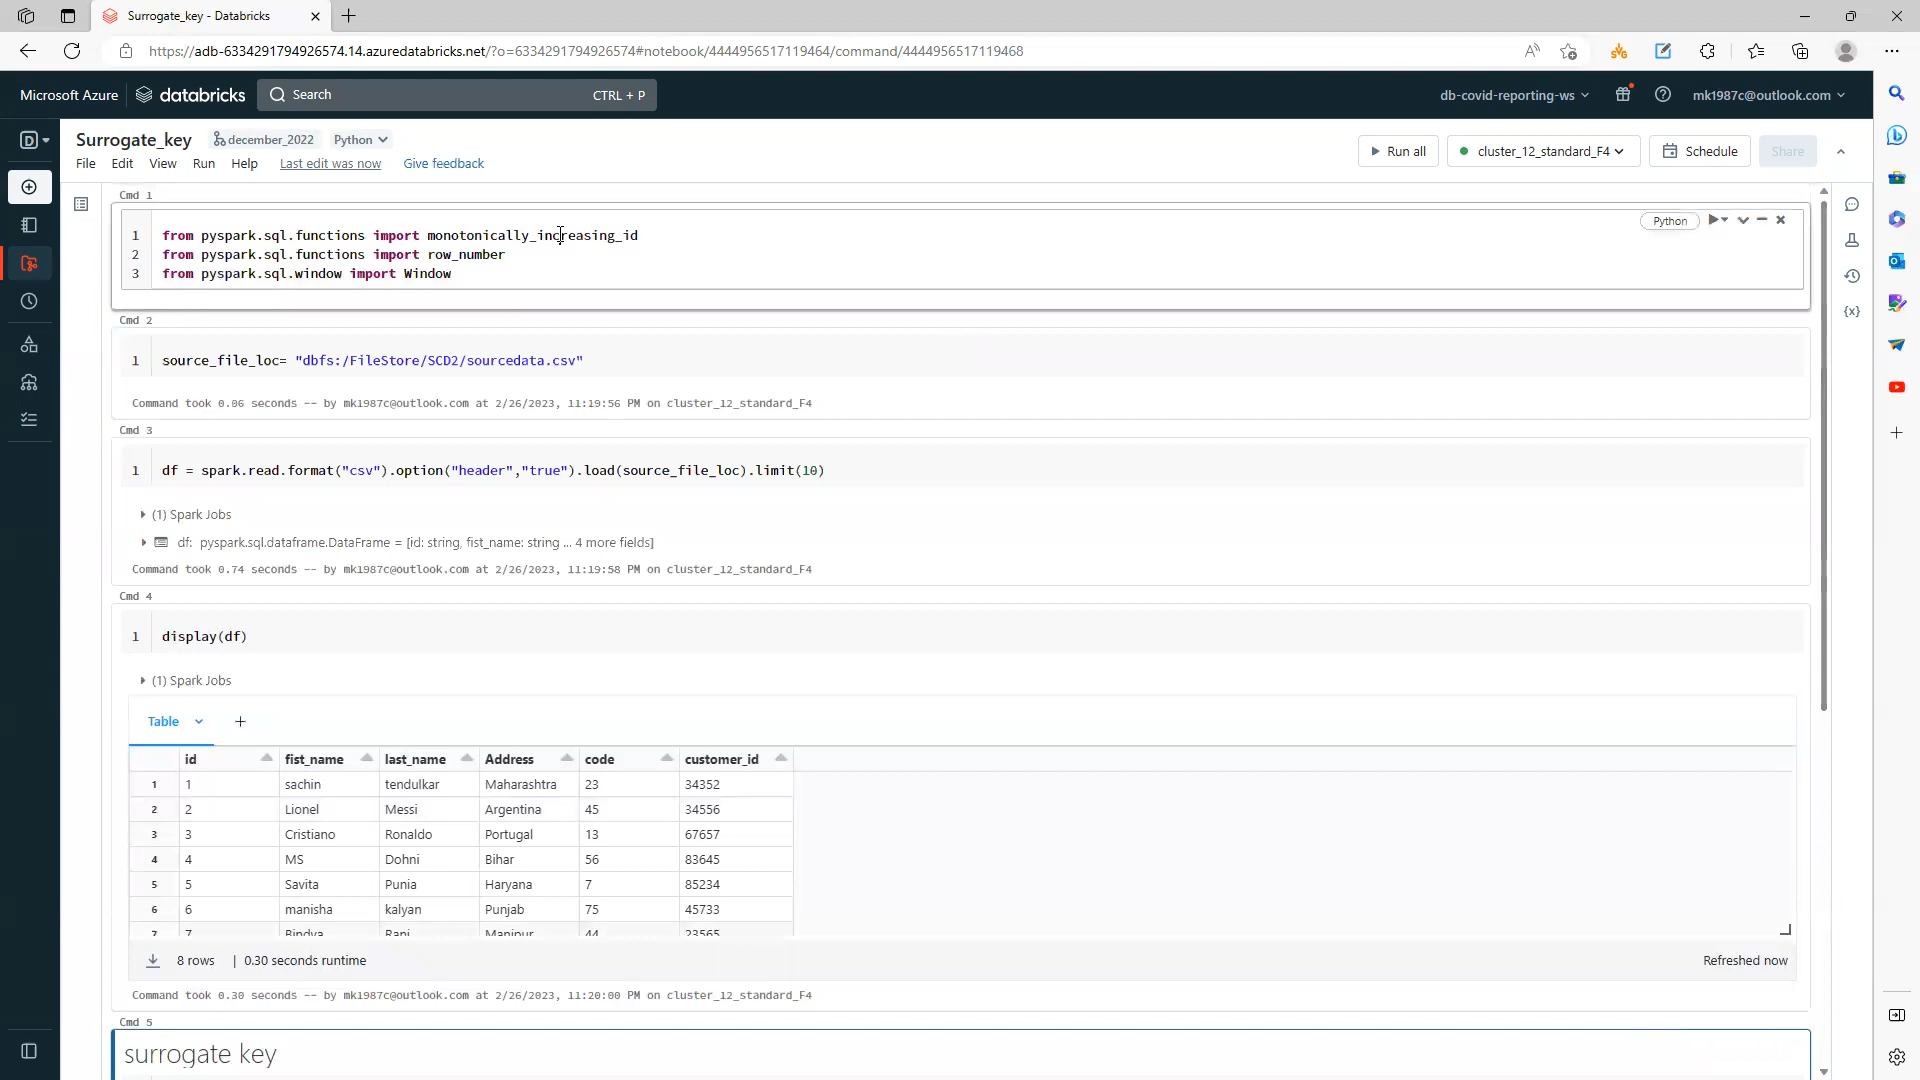 Surrogate_key - Databricks
https://adb-6334291794926574.14.azuredatabricks.net/?o=6334291794926574#notebook/4444956517119464/command/4444956517119468
Microsoft Azure databricks Search CTRL + P db-covid-reporting-ws mk1987c@outlook.com
Surrogate_key december_2022 Python
File Edit View Run Help Last edit was now Give feedback
Run all cluster_12_standard_F4 Schedule Share
Cmd 1
Python
1 from pyspark.sql.functions import monotonically_increasing_id
2 from pyspark.sql.functions import row_number
3 from pyspark.sql.window import Window
Cmd 2
1 source_file_loc= "dbfs:/FileStore/SCD2/sourcedata.csv"
Command took 0.06 seconds -- by mk1987c@outlook.com at 2/26/2023, 11:19:56 PM on cluster_12_standard_F4
Cmd 3
1 df = spark.read.format("csv").option("header","true").load(source_file_loc).limit(10)
(1) Spark Jobs
df: pyspark.sql.dataframe.DataFrame = [id: string, fist_name: string ... 4 more fields]
Command took 0.74 seconds -- by mk1987c@outlook.com at 2/26/2023, 11:19:58 PM on cluster_12_standard_F4
Cmd 4
1 display(df)
(1) Spark Jobs
Table
id fist_name last_name Address code customer_id
1 1 sachin tendulkar Maharashtra 23 34352
2 2 Lionel Messi Argentina 45 34556
3 3 Cristiano Ronaldo Portugal 13 67657
4 4 MS Dohni Bihar 56 83645
5 5 Savita Punia Haryana 7 85234
6 6 manisha kalyan Punjab 75 45733
7 7 Bindya Rani Manipur 44 23565
8 rows | 0.30 seconds runtime Refreshed now
Command took 0.30 seconds -- by mk1987c@outlook.com at 2/26/2023, 11:20:00 PM on cluster_12_standard_F4
Cmd 5
surrogate key